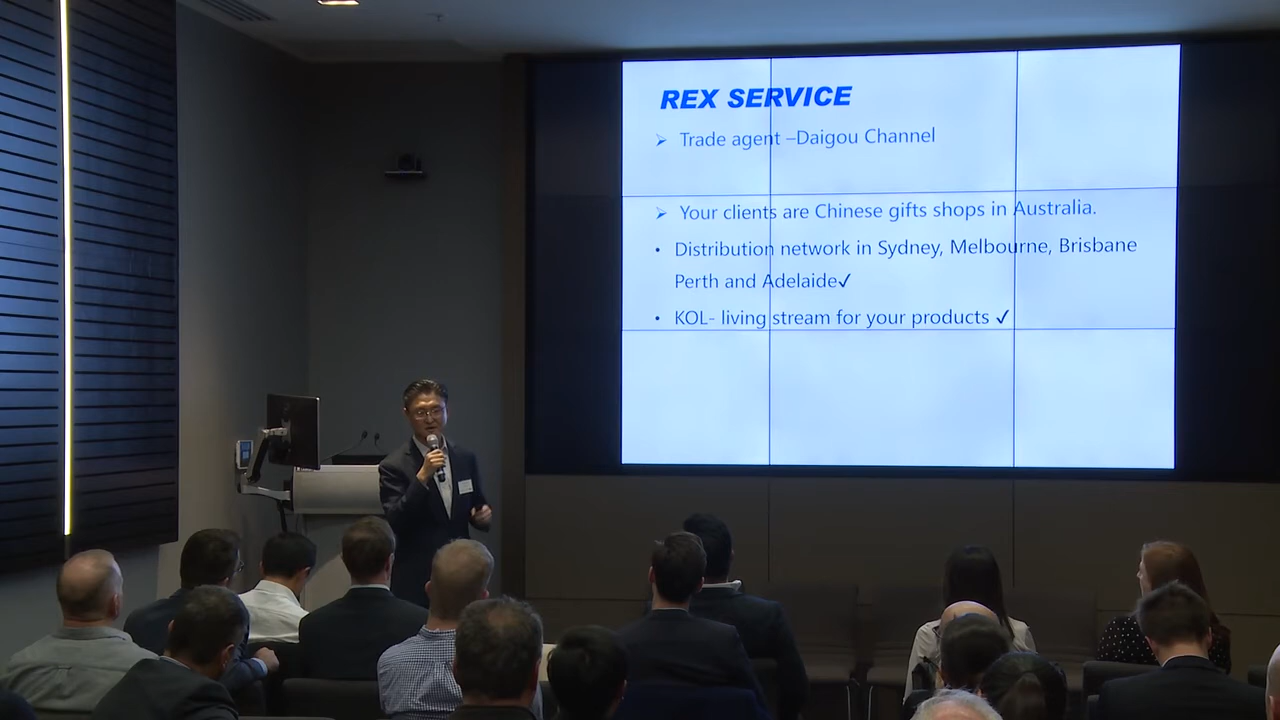 REX SERVICE
➢ Trade agent –Daigou Channel
➢ Your clients are Chinese gifts shops in Australia.
• Distribution network in Sydney, Melbourne, Brisbane
Perth and Adelaide✓
• KOL- living stream for your products ✓